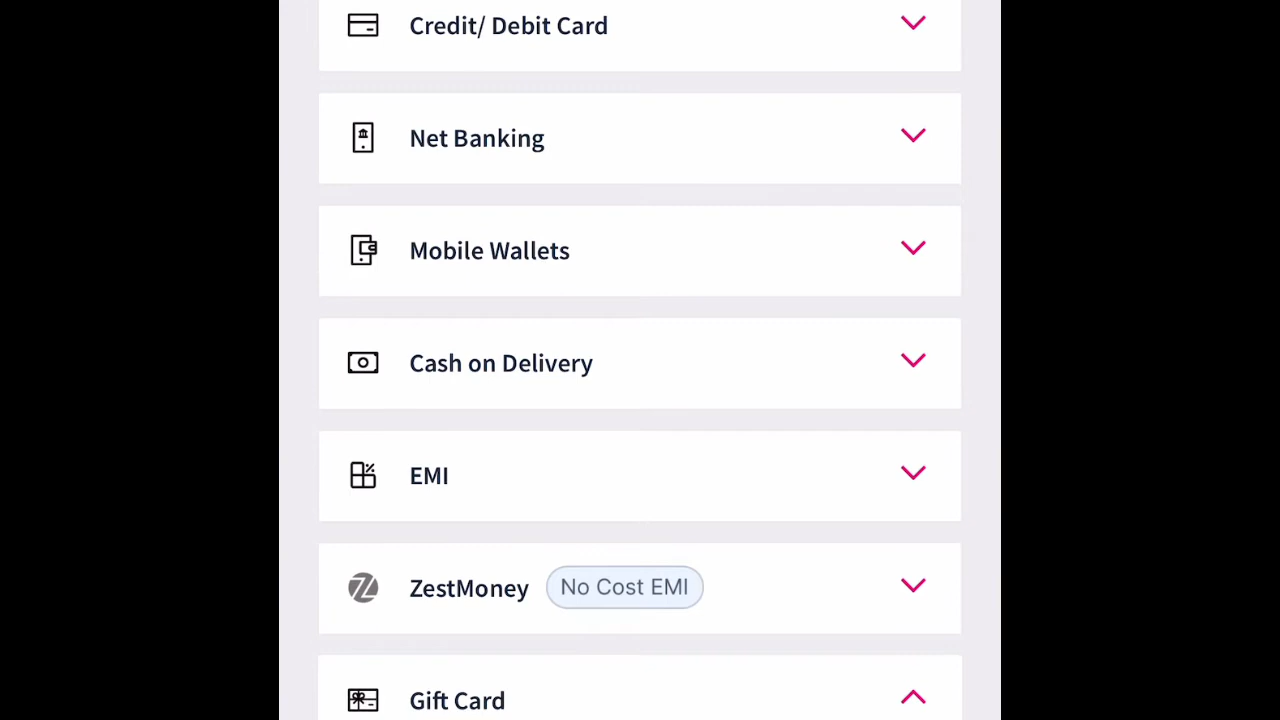 Credit/ Debit Card
Net Banking
Mobile Wallets
Cash on Delivery
EMI
ZestMoney No Cost EMI
Gift Card